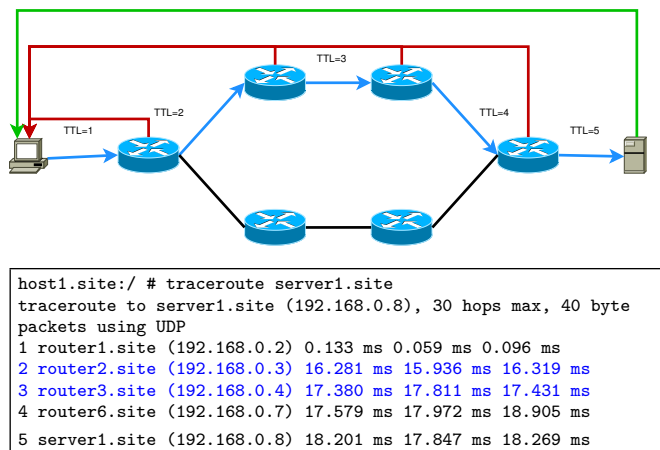 TTL=3
TTL=2
TTL=4
TTL=1
TTL=5
host1.site:/ # traceroute server1.site
traceroute to server1.site (192.168.0.8), 30 hops max, 40 byte
packets using UDP
1 router1.site (192.168.0.2) 0.133 ms 0.059 ms 0.096 ms
2 router2.site (192.168.0.3) 16.281 ms 15.936 ms 16.319 ms
3 router3.site (192.168.0.4) 17.380 ms 17.811 ms 17.431 ms
4 router6.site (192.168.0.7) 17.579 ms 17.972 ms 18.905 ms
5 server1.site (192.168.0.8) 18.201 ms 17.847 ms 18.269 ms